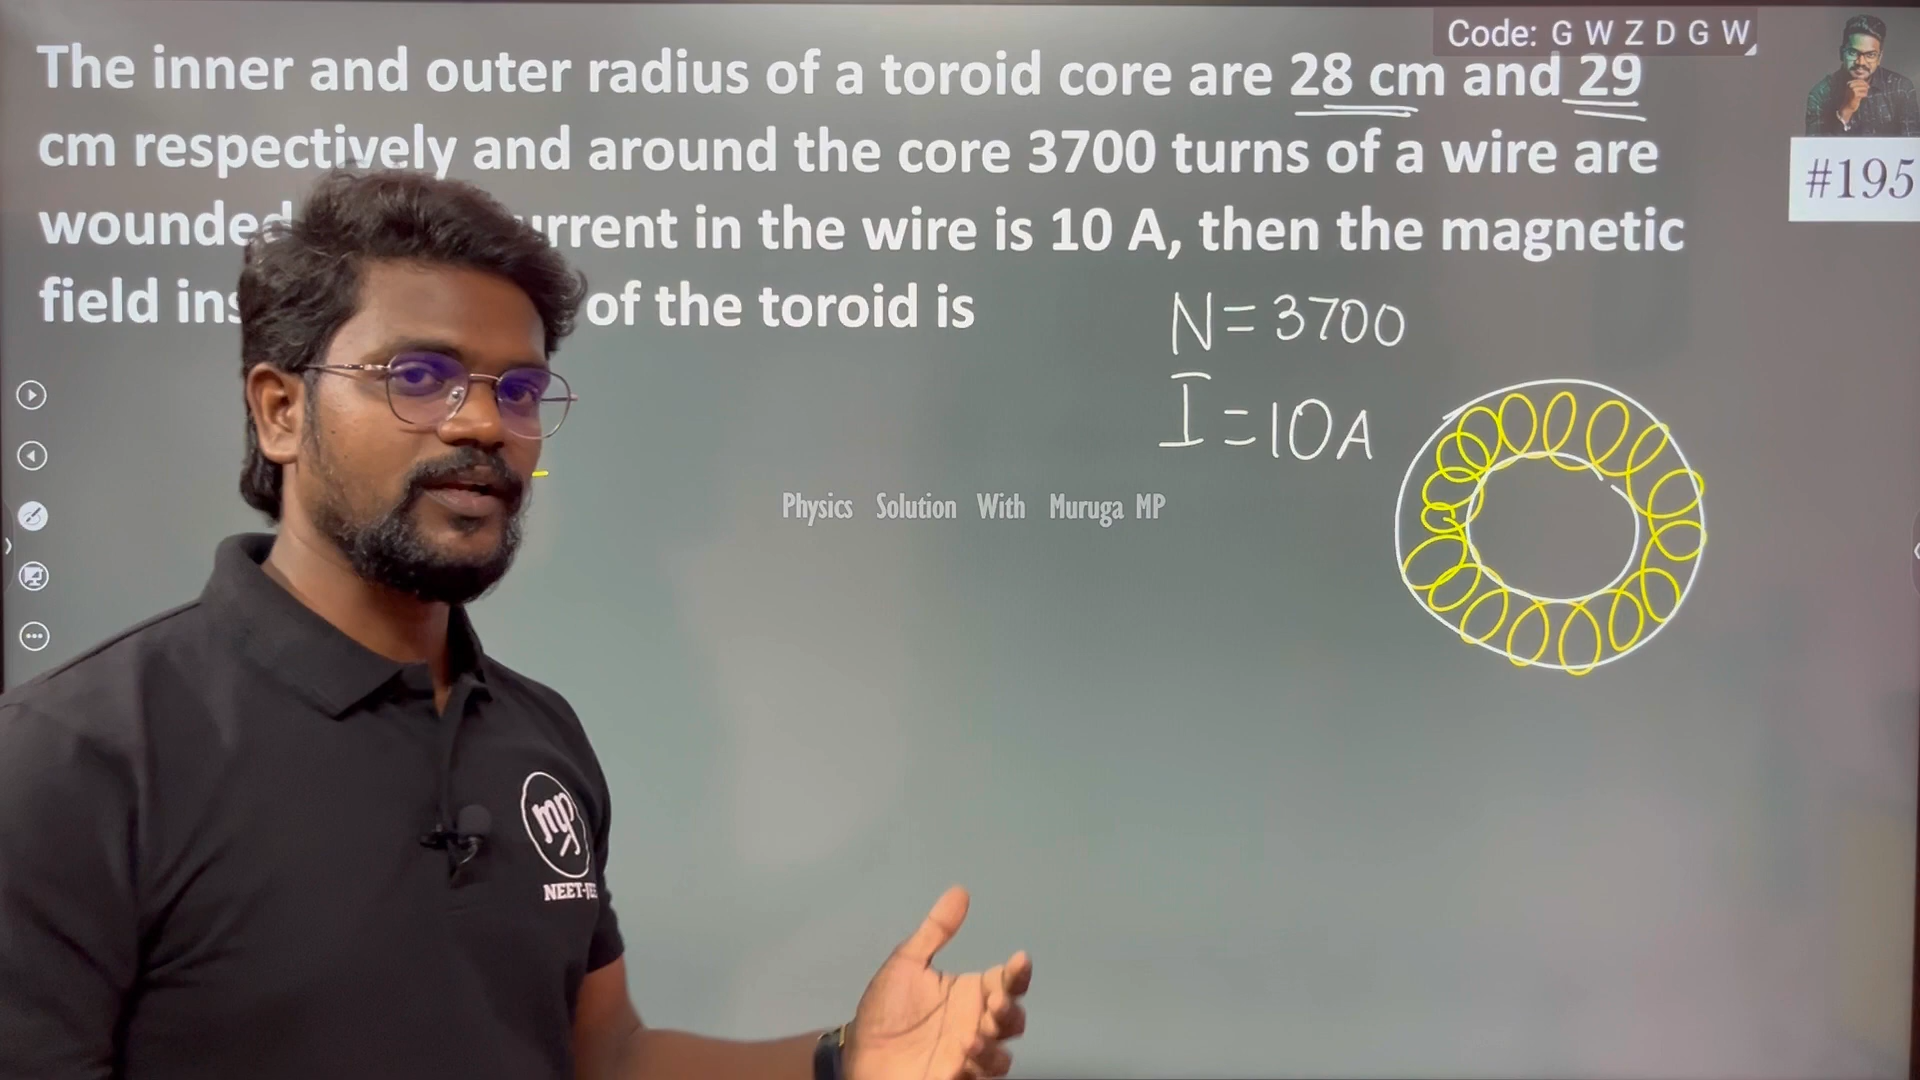 Code: G W Z D G W
The inner and outer radius of a toroid core are 28 cm and 29
cm respectively and around the core 3700 turns of a wire are
wounded urrent in the wire is 10 A, then the magnetic
field ins of the toroid is
#195
N = 3700
I = 10A
Physics Solution With Muruga MP
mp
NEET-JEE